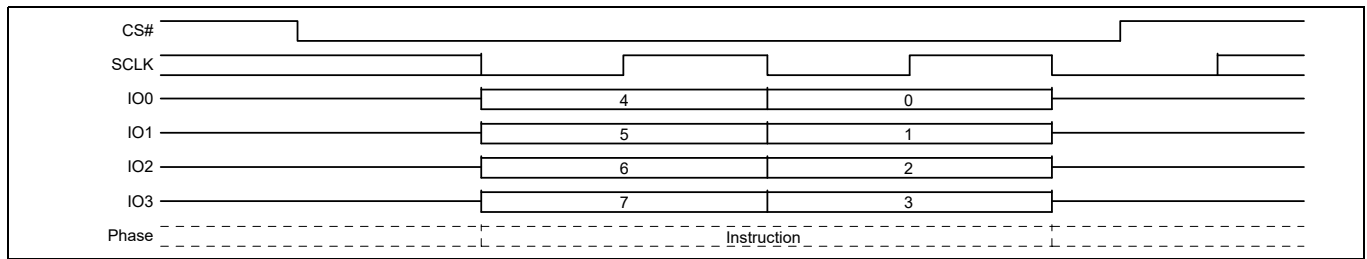 CS#
SCLK
IO0 4 0
IO1 5 1
IO2 6 2
IO3 7 3
Phase Instruction